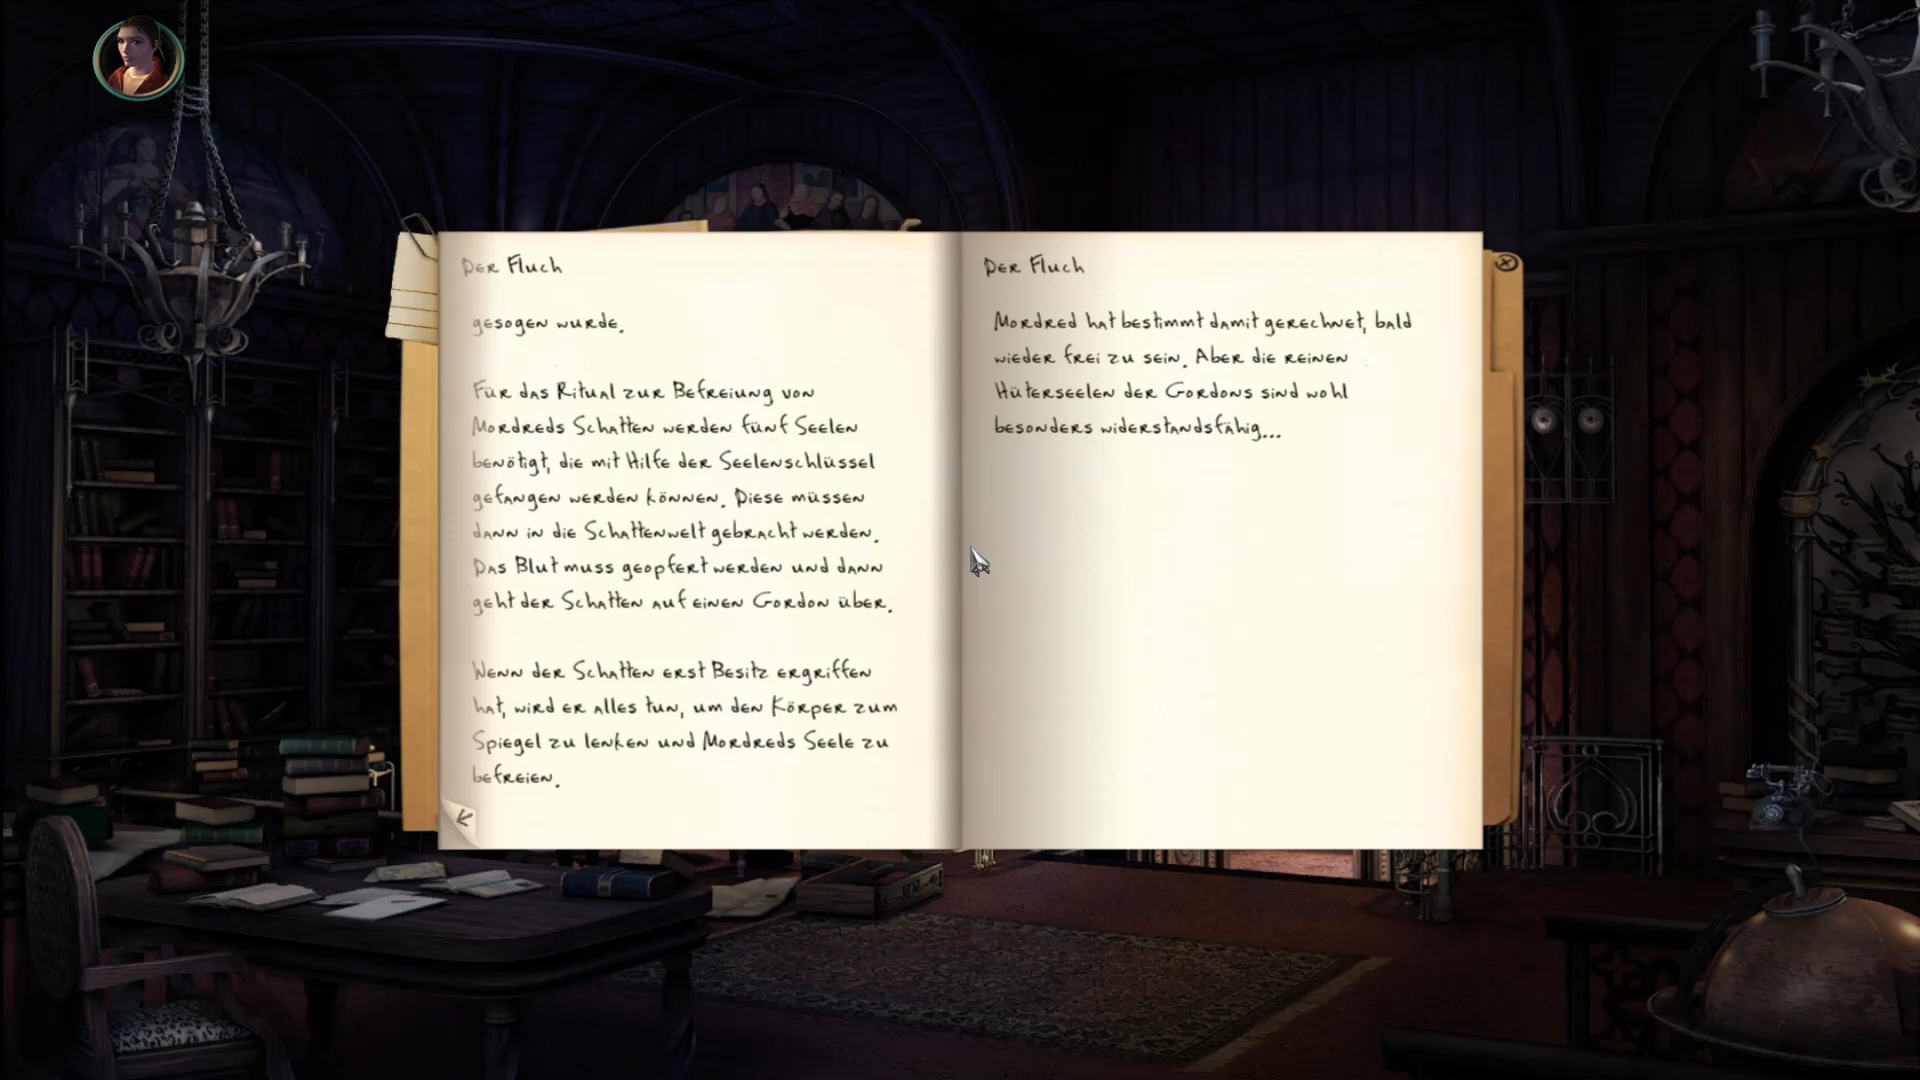 Der Fluch
gesogen wurde.
Für das Ritual zur Befreiung von
Mordreds Schatten werden fünf Seelen
benötigt, die mit Hilfe der Seelenschlüssel
gefangen werden können. Diese müssen
dann in die Schattenwelt gebracht werden.
Das Blut muss geopfert werden und dann
geht der Schatten auf einen Gordon über.
Wenn der Schatten erst Besitz ergriffen
hat, wird er alles tun, um den Körper zum
Spiegel zu lenken und Mordreds Seele zu
befreien.
Der Fluch
Mordred hat bestimmt damit gerechnet, bald
wieder frei zu sein. Aber die reinen
Hüterseelen der Gordons sind wohl
besonders widerstandsfähig...